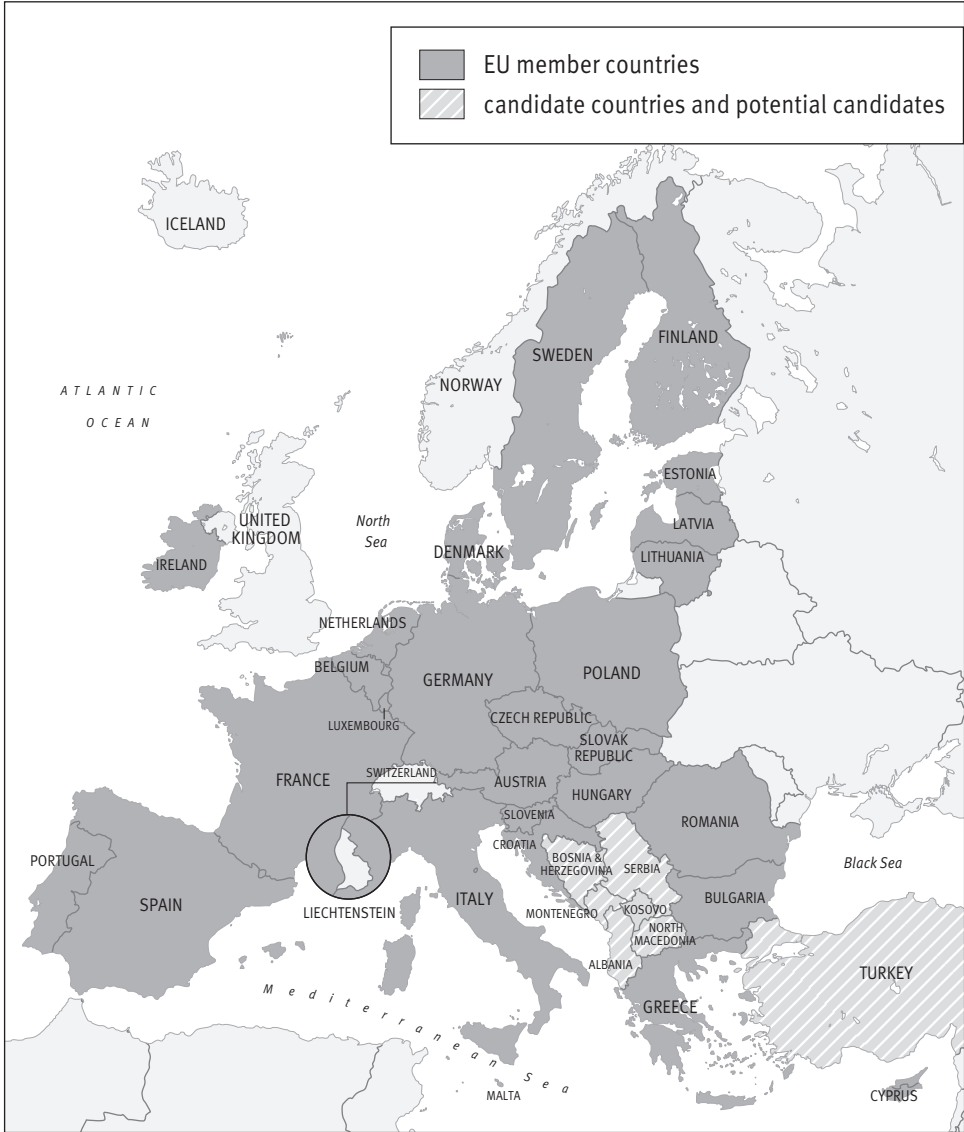 EU member countries
candidate countries and potential candidates
ICELAND
ATLANTIC
OCEAN
SWEDEN
FINLAND
NORWAY
ESTONIA
LATVIA
LITHUANIA
North
Sea
UNITED
KINGDOM
IRELAND
DENMARK
NETHERLANDS
BELGIUM
GERMANY
POLAND
LUXEMBOURG
CZECH REPUBLIC
SLOVAK
REPUBLIC
FRANCE
SWITZERLAND
AUSTRIA
HUNGARY
SLOVENIA
ROMANIA
CROATIA
BOSNIA &
HERZEGOVINA
SERBIA
Black Sea
PORTUGAL
SPAIN
LIECHTENSTEIN
ITALY
MONTENEGRO
KOSOVO
BULGARIA
NORTH
MACEDONIA
ALBANIA
TURKEY
GREECE
Mediterranean Sea
MALTA
CYPRUS